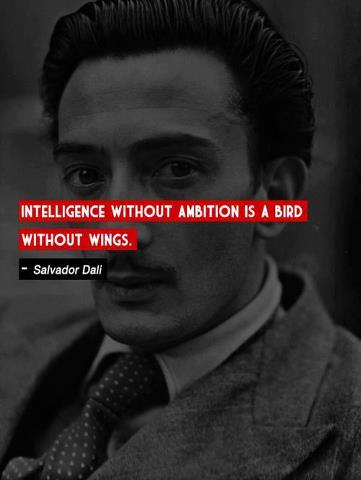 INTELLIGENCE WITHOUT AMBITION IS A BIRD
WITHOUT WINGS.
- Salvador Dali